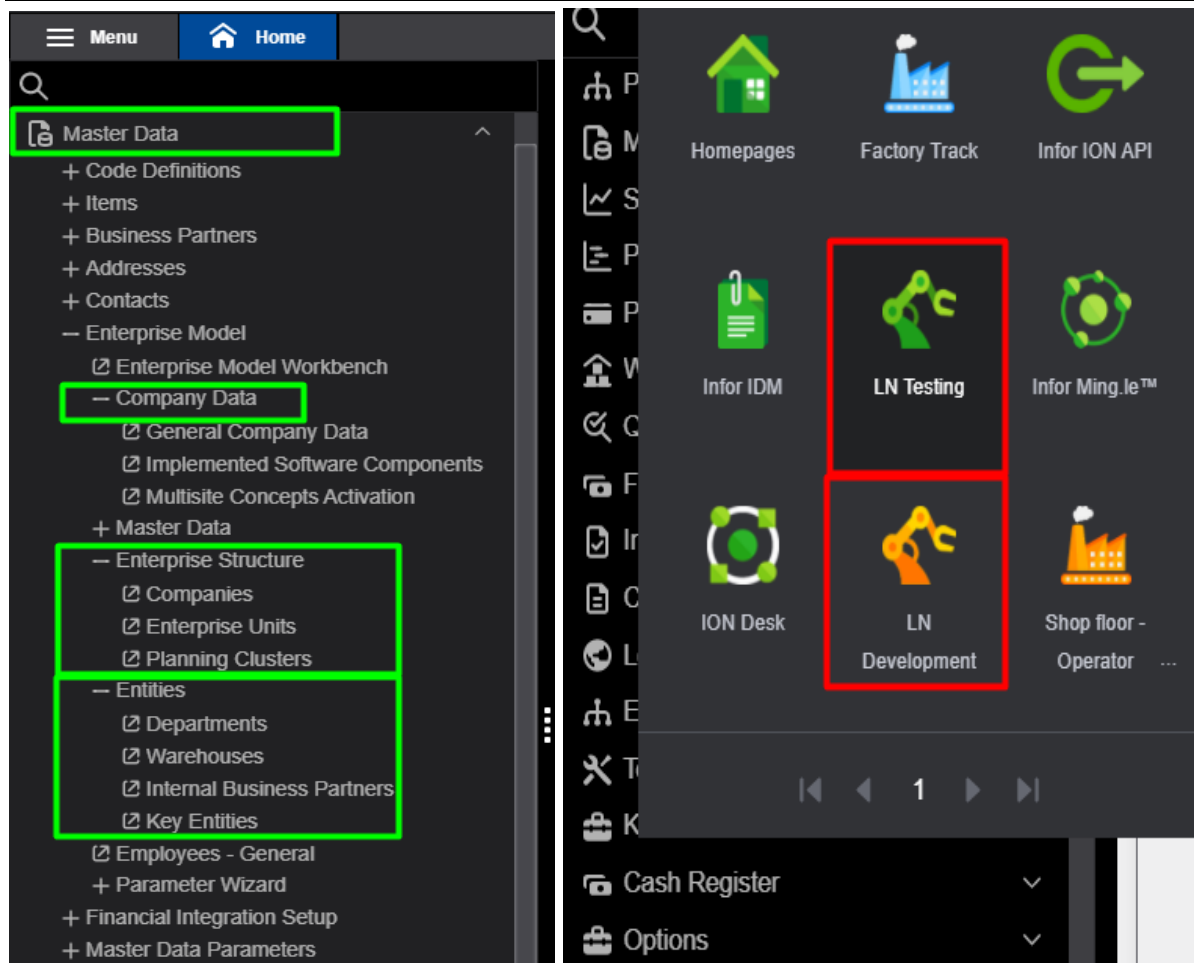 Menu
Home
Master Data
+ Code Definitions
+ Items
+ Business Partners
+ Addresses
+ Contacts
— Enterprise Model
Enterprise Model Workbench
— Company Data
General Company Data
Implemented Software Components
Multisite Concepts Activation
+ Master Data
— Enterprise Structure
Companies
Enterprise Units
Planning Clusters
— Entities
Departments
Warehouses
Internal Business Partners
Key Entities
Employees - General
+ Parameter Wizard
+ Financial Integration Setup
+ Master Data Parameters
Homepages
Factory Track
Infor ION API
Infor IDM
LN Testing
Infor Ming.le™
ION Desk
LN
Development
Shop floor -
Operator ...
1
Cash Register
Options